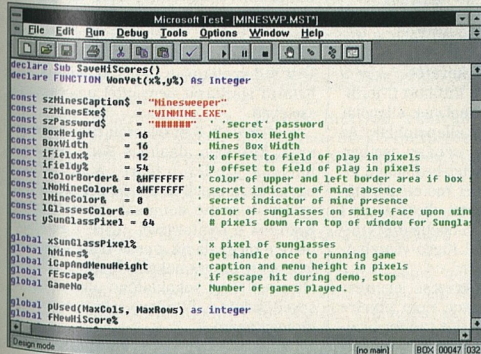 Microsoft Test - [MINESWP.MST*]
File Edit Run Debug Tools Options Window Help
declare Sub SaveHiScores()
declare FUNCTION WonYet(x%,y%) As Integer
const szMinesCaption$ = "Minesweeper"
const szMinesExe$ = "WINMINE.EXE"
const szPassword$ = "######" ' 'secret' password
const BoxHeight = 16 ' Mines box Height
const BoxWidth = 16 ' Mines Box Width
const iFieldx% = 12 ' x offset to field of play in pixels
const iFieldy% = 54 ' y offset to field of play in pixels
const lColorBorder& = &HFFFFFF ' color of upper and left border area if box s
const lNoMineColor& = &HFFFFFF ' secret indicator of mine absence
const lMineColor& = 0 ' secret indicator of mine presence
const lGlassesColor& = 0 ' color of sunglasses on smiley face upon winn
const ySunGlassPixel = 64 ' # pixels down from top of window for Sunglas
global xSunGlassPixel% ' x pixel of sunglasses
global hMines% ' get handle once to running game
global iCapAndMenuHeight ' caption and menu height in pixels
global fEscape% ' if escape hit during demo, stop
global GameNo ' Number of games played.
'
global pUsed(MaxCols, MaxRows) as integer
global fNewHiScore%
Design mode [no main] BOX 00047 032